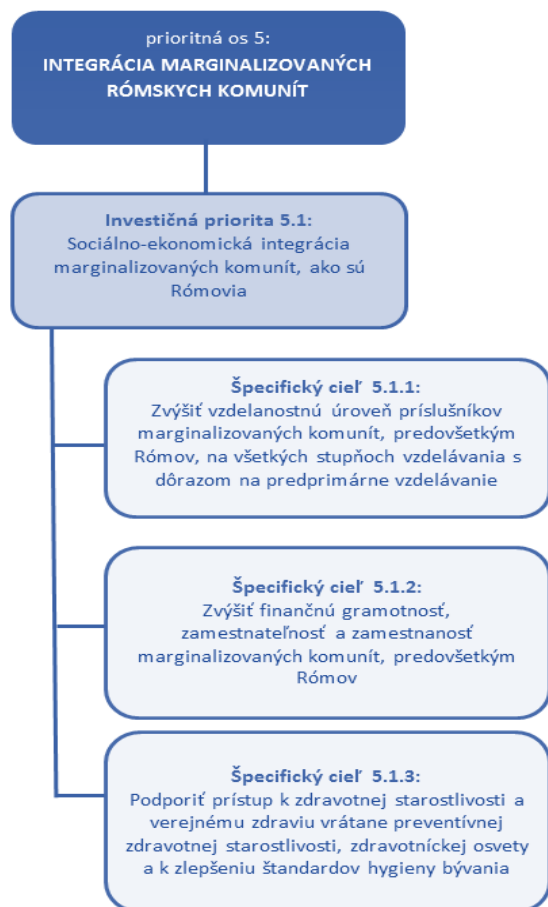 prioritná os 5:
INTEGRÁCIA MARGINALIZOVANÝCH
RÓMSKYCH KOMUNÍT
Investičná priorita 5.1:
Sociálno-ekonomická integrácia
marginalizovaných komunít, ako sú
Rómovia
Špecifický cieľ 5.1.1:
Zvýšiť vzdelanostnú úroveň príslušníkov
marginalizovaných komunít, predovšetkým
Rómov, na všetkých stupňoch vzdelávania s
dôrazom na predprimárne vzdelávanie
Špecifický cieľ 5.1.2:
Zvýšiť finančnú gramotnosť,
zamestnateľnosť a zamestnanosť
marginalizovaných komunít, predovšetkým
Rómov
Špecifický cieľ 5.1.3:
Podporiť prístup k zdravotnej starostlivosti a
verejnému zdraviu vrátane preventívnej
zdravotnej starostlivosti, zdravotníckej osvety
a k zlepšeniu štandardov hygieny bývania